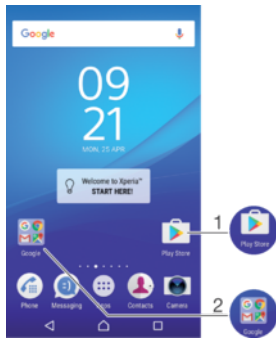 Google
09
21
MON, 25 APR
Welcome to Xperia™
START HERE!
Google
Play Store
Phone
Messaging
Apps
Contacts
Camera
1
Play Store
2
Google